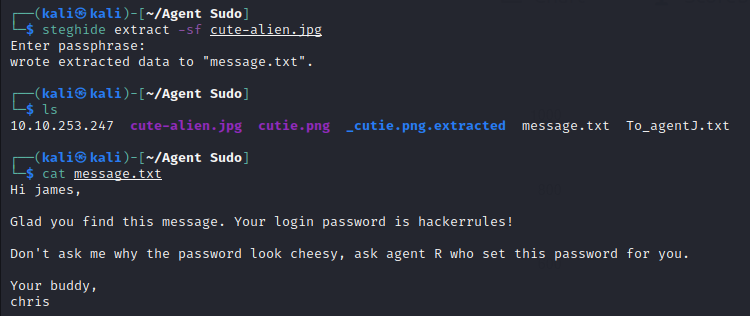 ┌──(kali㉿kali)-[~/Agent Sudo]
└─$ steghide extract -sf cute-alien.jpg
Enter passphrase:
wrote extracted data to "message.txt".
┌──(kali㉿kali)-[~/Agent Sudo]
└─$ ls
10.10.253.247  cute-alien.jpg  cutie.png  _cutie.png.extracted  message.txt  To_agentJ.txt
┌──(kali㉿kali)-[~/Agent Sudo]
└─$ cat message.txt
Hi james,
Glad you find this message. Your login password is hackerrules!
Don't ask me why the password look cheesy, ask agent R who set this password for you.
Your buddy,
chris